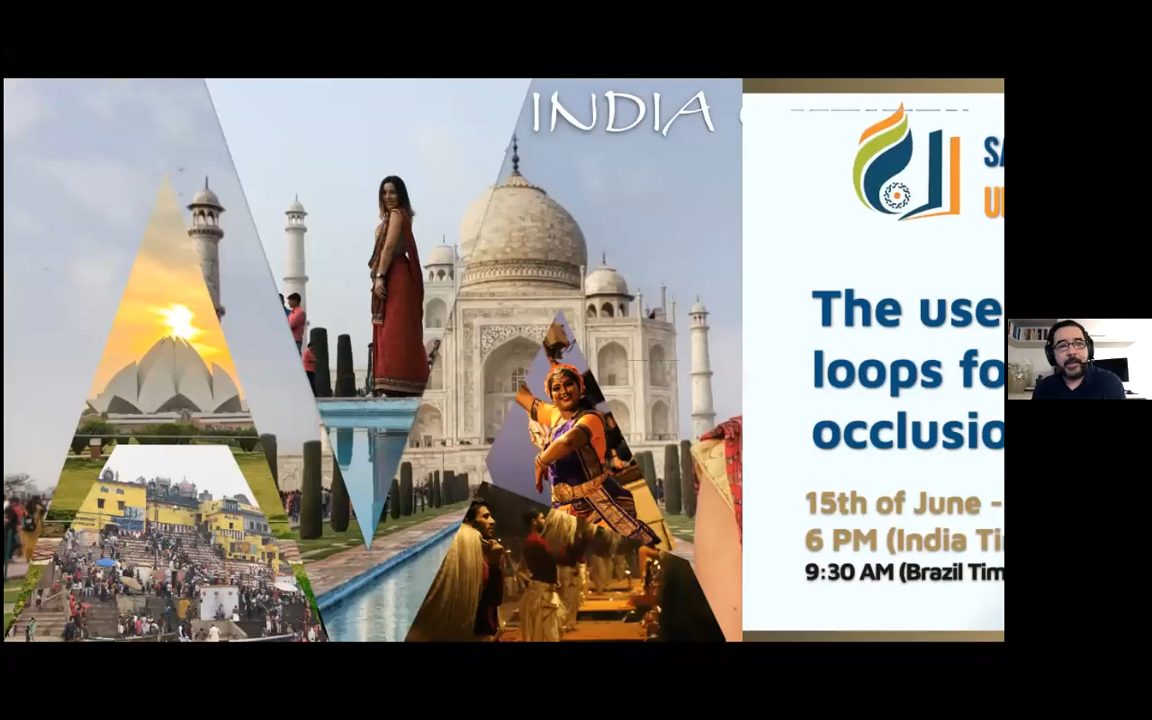 INDIA
The use
loops fo
occlusio
15th of June -
6 PM (India Ti
9:30 AM (Brazil Tim